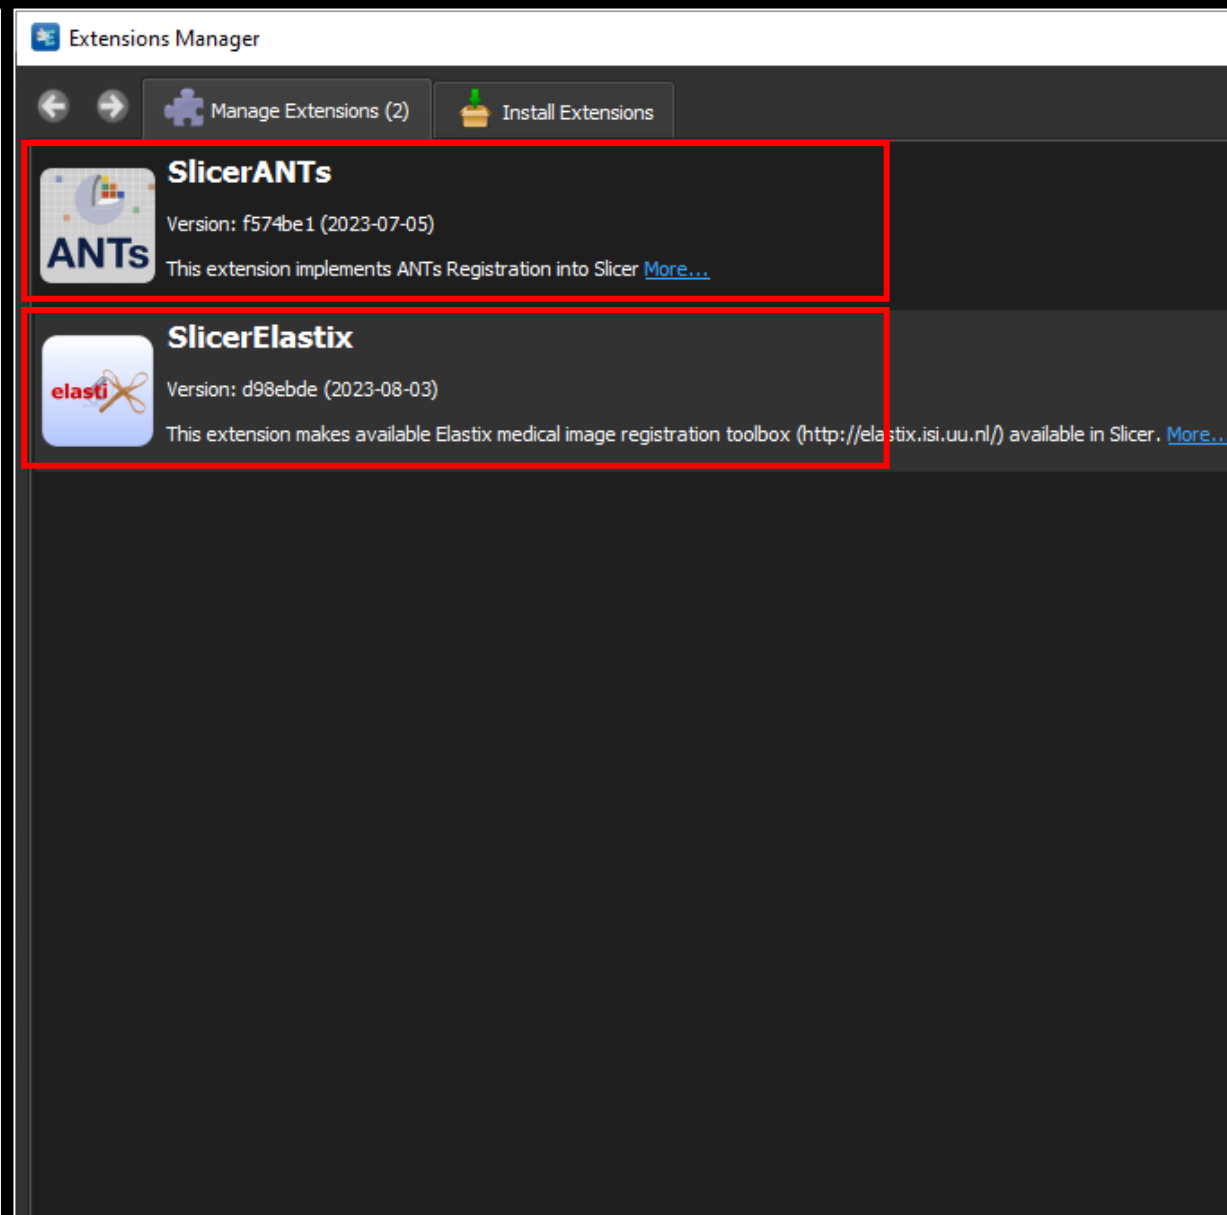 Extensions Manager
Manage Extensions (2)
Install Extensions
SlicerANTs
Version: f574be1 (2023-07-05)
ANTs
This extension implements ANTs Registration into Slicer More...
SlicerElastix
elasti
Version: d98ebde (2023-08-03)
This extension makes available Elastix medical image registration toolbox (http://elastix.isi.uu.nl/) available in Slicer. More...